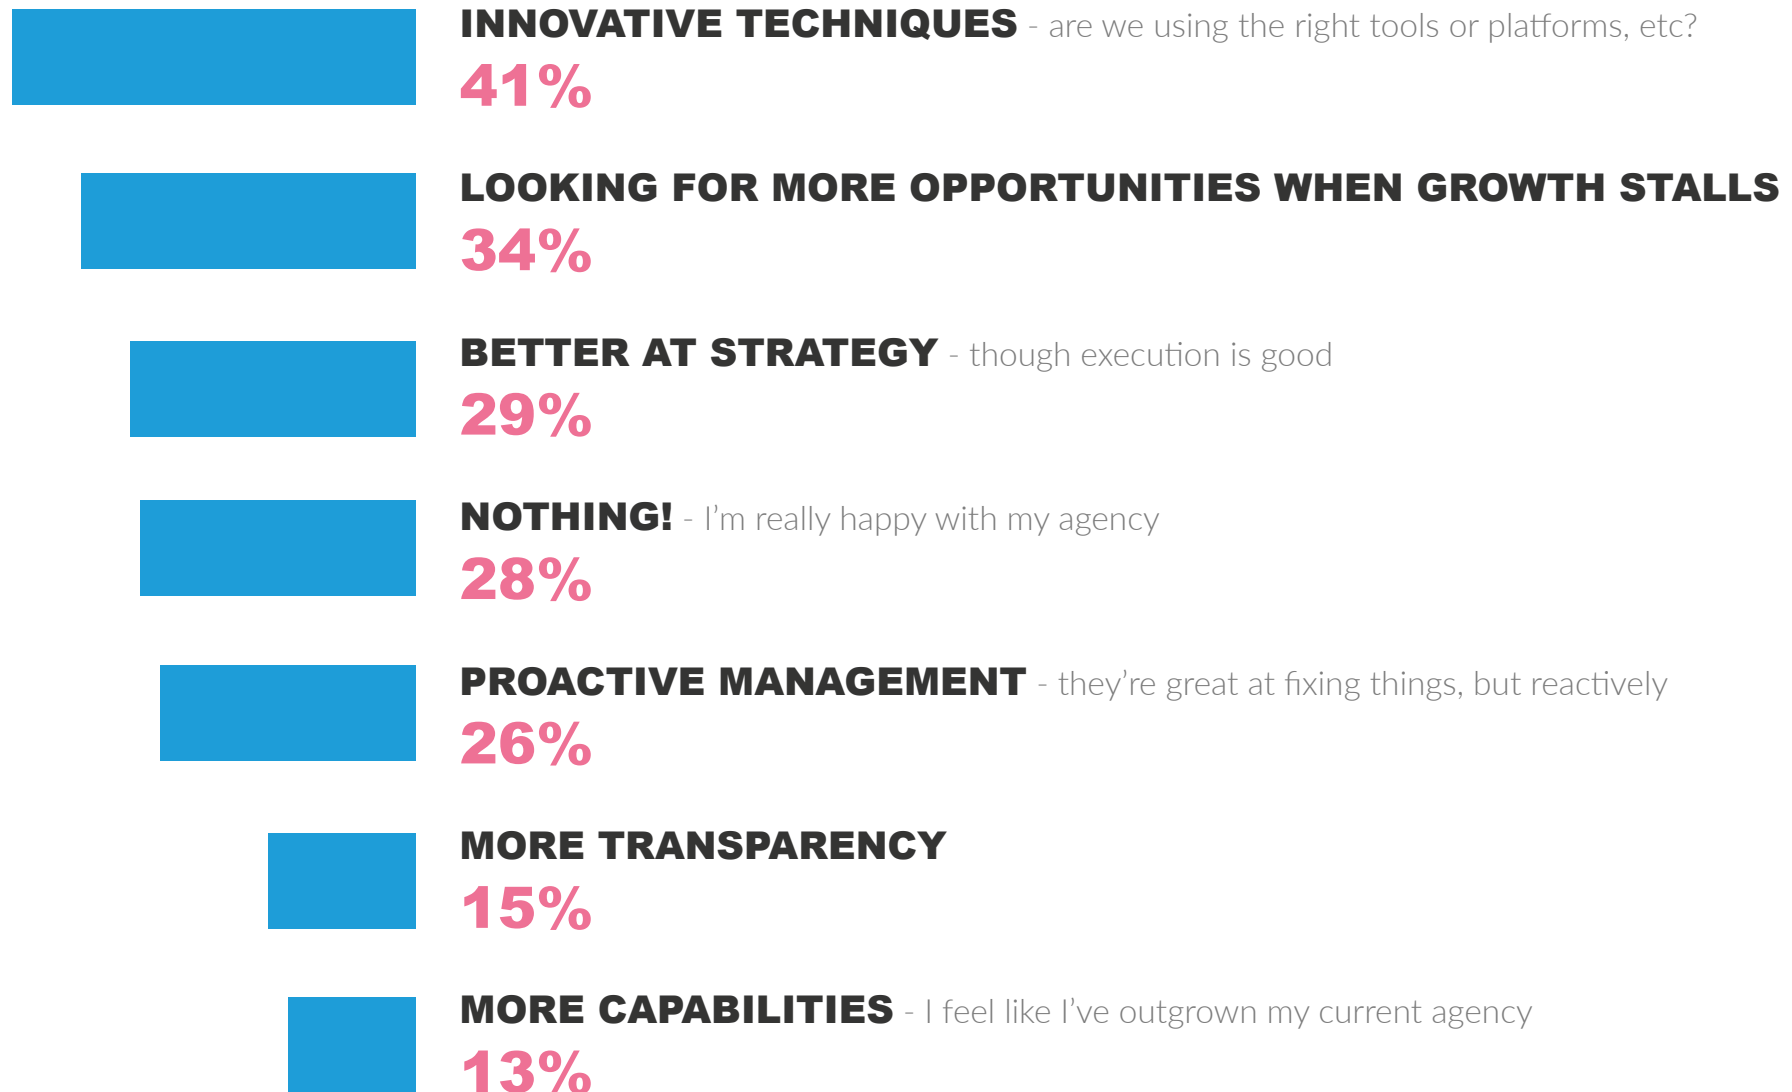 INNOVATIVE TECHNIQUES - are we using the right tools or platforms, etc?
41%
LOOKING FOR MORE OPPORTUNITIES WHEN GROWTH STALLS
34%
BETTER AT STRATEGY - though execution is good
29%
NOTHING! - I’m really happy with my agency
28%
PROACTIVE MANAGEMENT - they’re great at fixing things, but reactively
26%
MORE TRANSPARENCY
15%
MORE CAPABILITIES - I feel like I’ve outgrown my current agency
13%